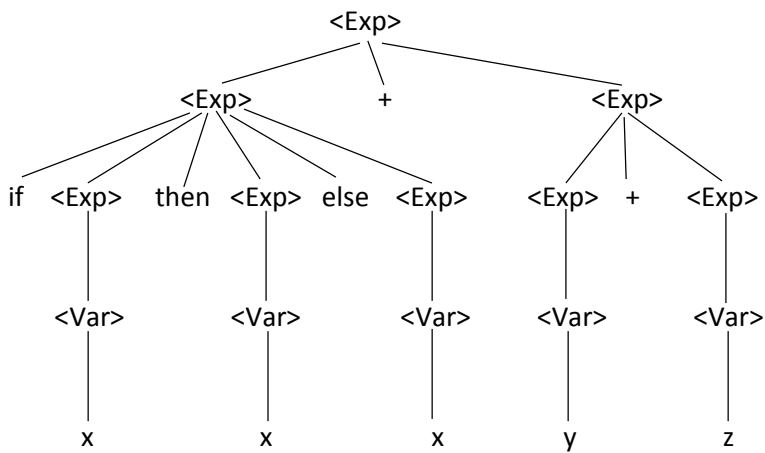 <Exp>
<Exp> + <Exp>
if <Exp> then <Exp> else <Exp> <Exp> + <Exp>
<Var> <Var> <Var> <Var> <Var>
x x x y z